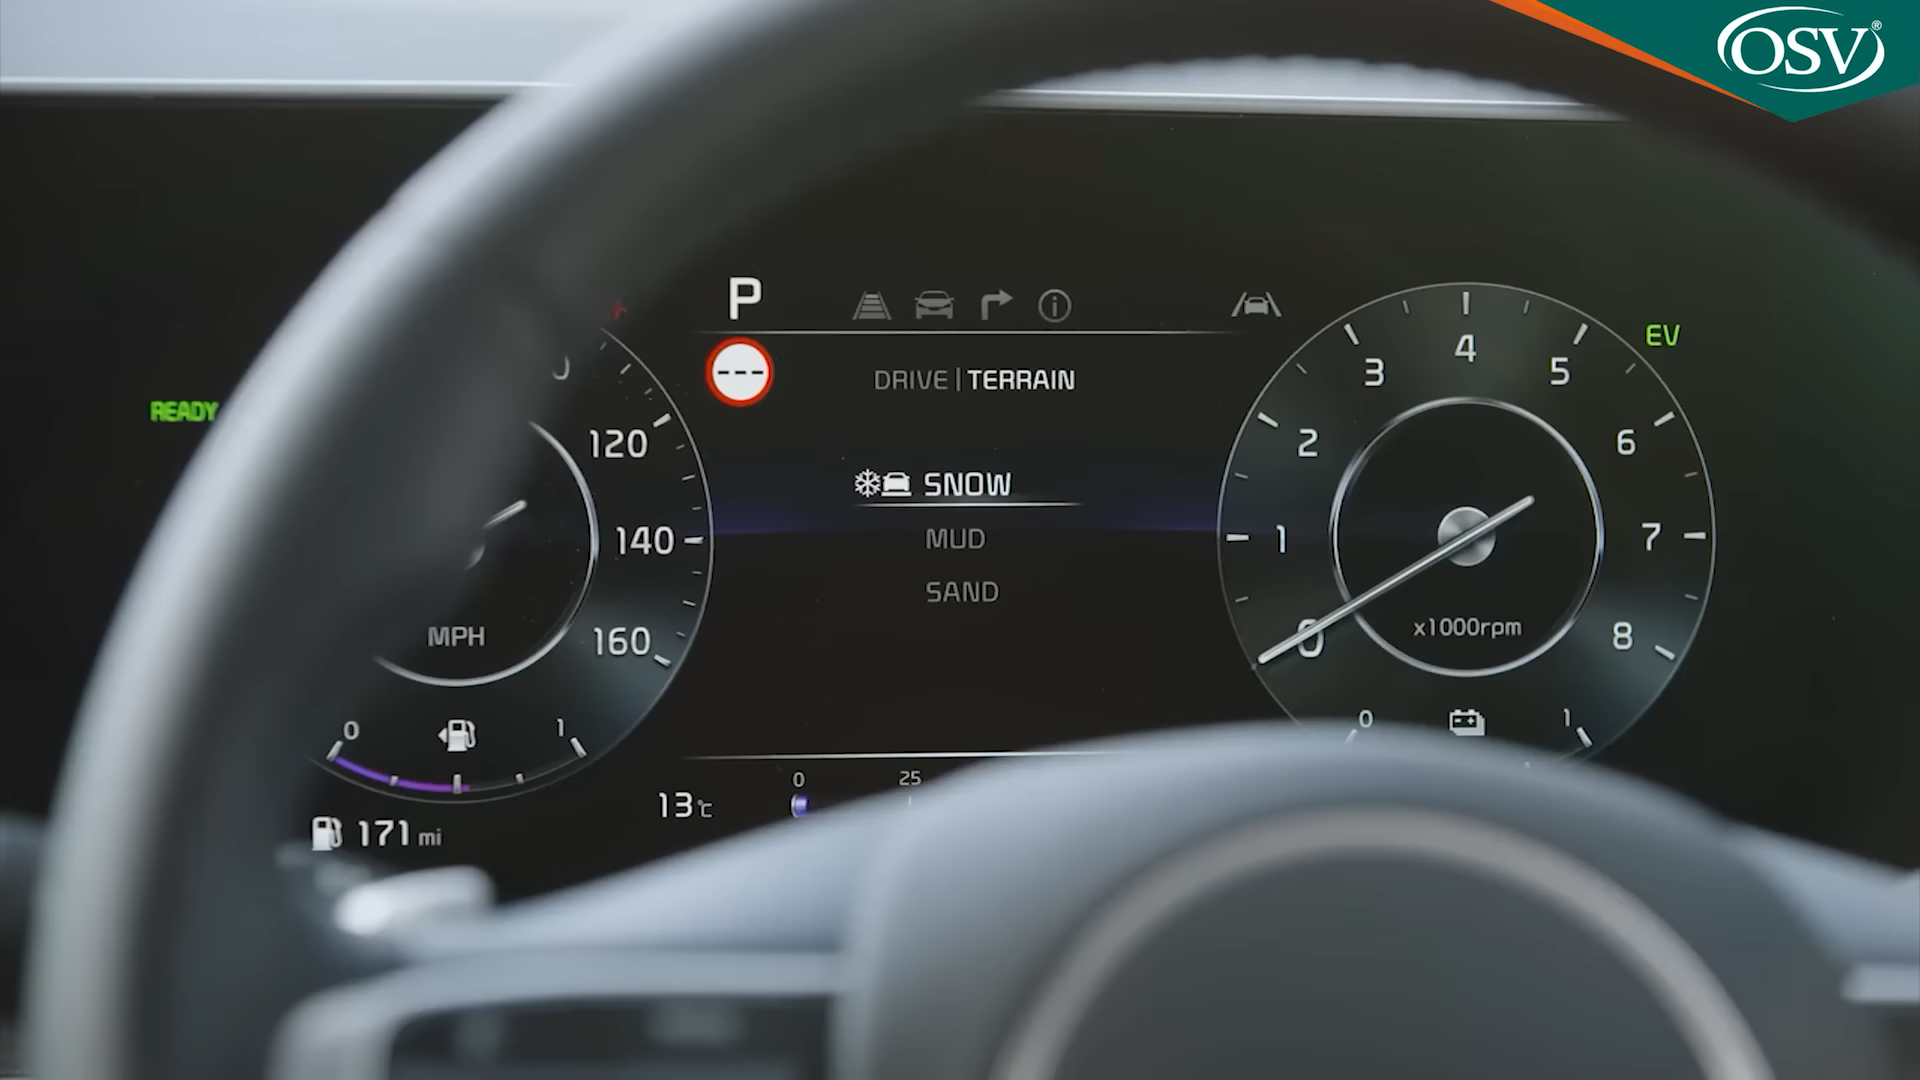 OSV®
P
DRIVE | TERRAIN
SNOW
MUD
SAND
READY
120
140
160
MPH
0
1
171 mi
13°C
0
25
EV
0
1
2
3
4
5
6
7
8
x1000rpm
0
1